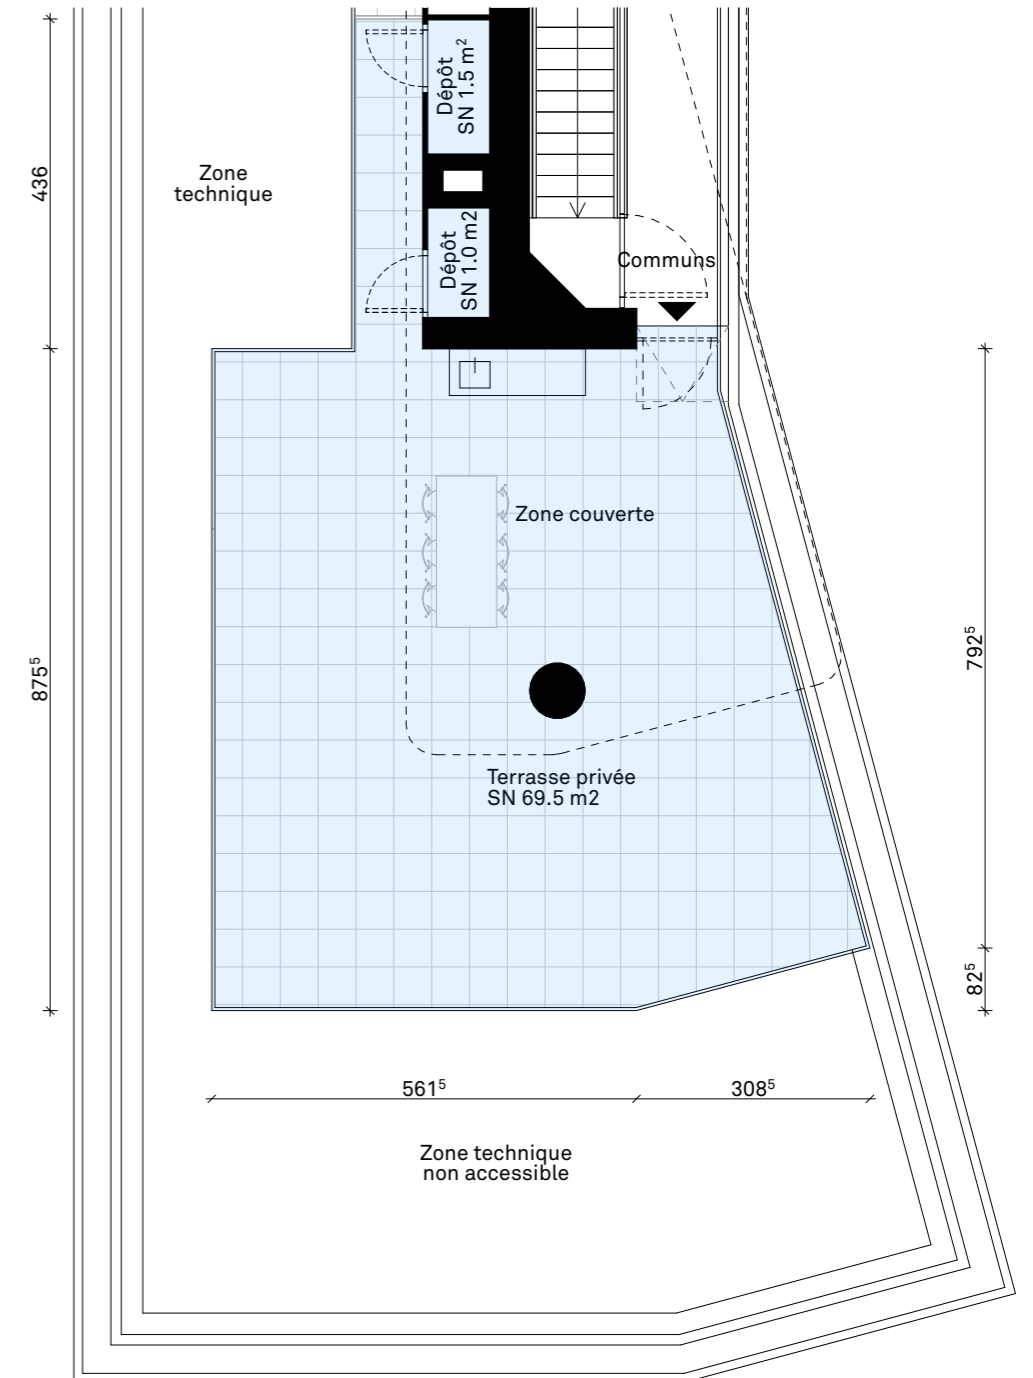 Dépôt
SN 1.5 m²
436
Zone
technique
Dépôt
SN 1.0 m2
Communs
Zone couverte
792⁵
875⁵
Terrasse privée
SN 69.5 m2
82⁵
561⁵
308⁵
Zone technique
non accessible